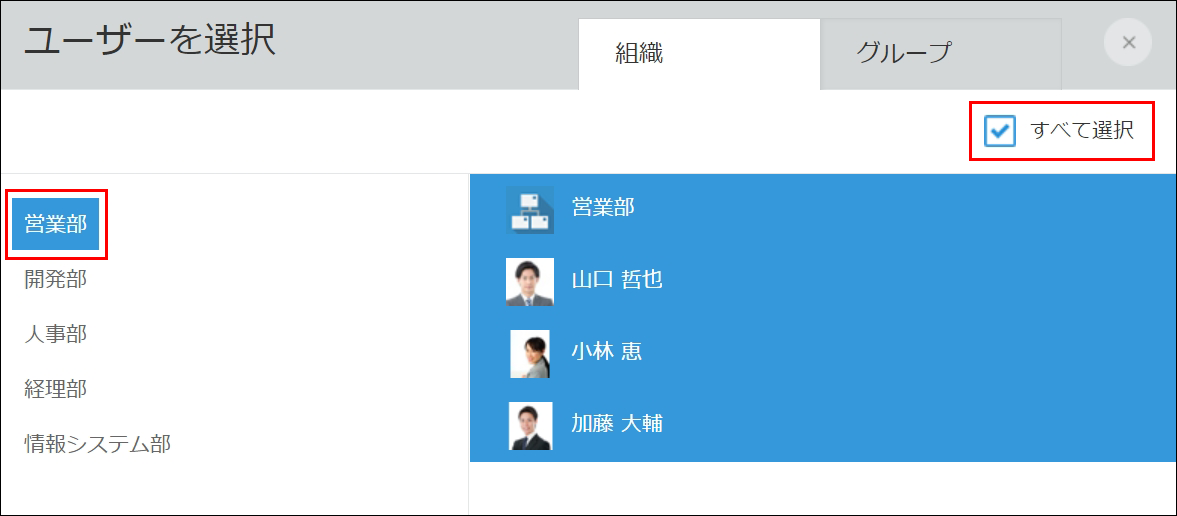 ユーザーを選択
組織
グループ
すべて選択
営業部
開発部
人事部
経理部
情報システム部
営業部
山口 哲也
小林 恵
加藤 大輔